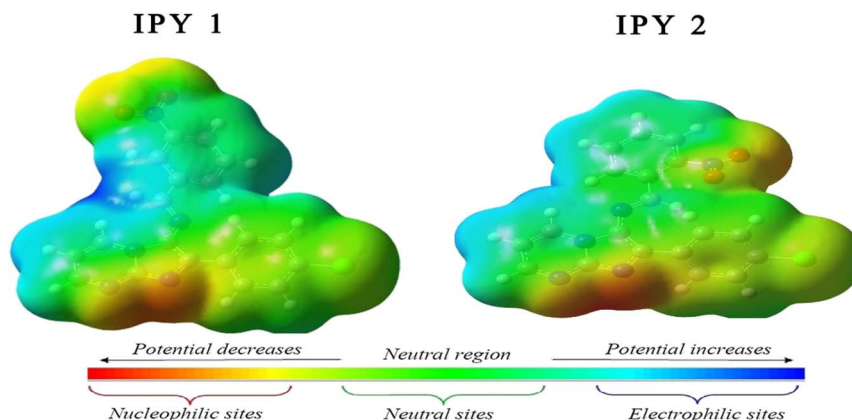 IPY 1 IPY 2
Potential decreases Neutral region Potential increases
Nucleophilic sites Neutral sites Electrophilic sites